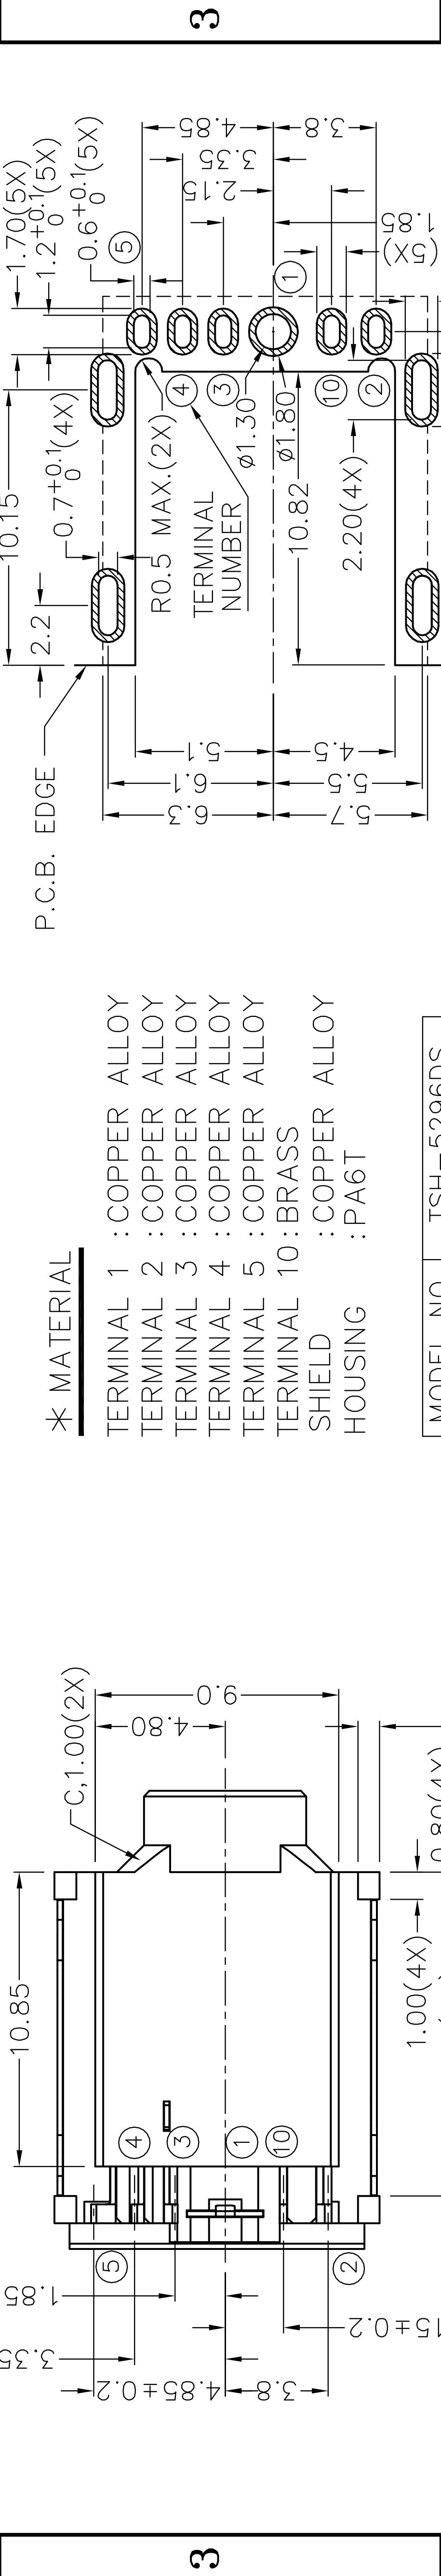 3
1.70(5X)
1.2+0.1 0(5X)
0.6+0.1 0(5X)
5
4.85
3.35
2.15
3.8
1.85
(5X)
1
4
3
10
2
10.15
0.7+0.1 0(4X)
2.2
R0.5 MAX.(2X)
TERMINAL
NUMBER
ø1.30
ø1.80
10.82
2.20(4X)
P.C.B. EDGE
5.1
6.1
6.3
4.5
5.5
5.7
* MATERIAL
TERMINAL 1 : COPPER ALLOY
TERMINAL 2 : COPPER ALLOY
TERMINAL 3 : COPPER ALLOY
TERMINAL 4 : COPPER ALLOY
TERMINAL 5 : COPPER ALLOY
TERMINAL 10 : BRASS
SHIELD : COPPER ALLOY
HOUSING : PA6T
MODEL NO
C,1.00(2X)
9.0
4.80
10.85
0.80(4X)
1.00(4X)
4
3
1
10
5
2
1.85
3.35
4.85±0.2
3.8
15±0.2
3